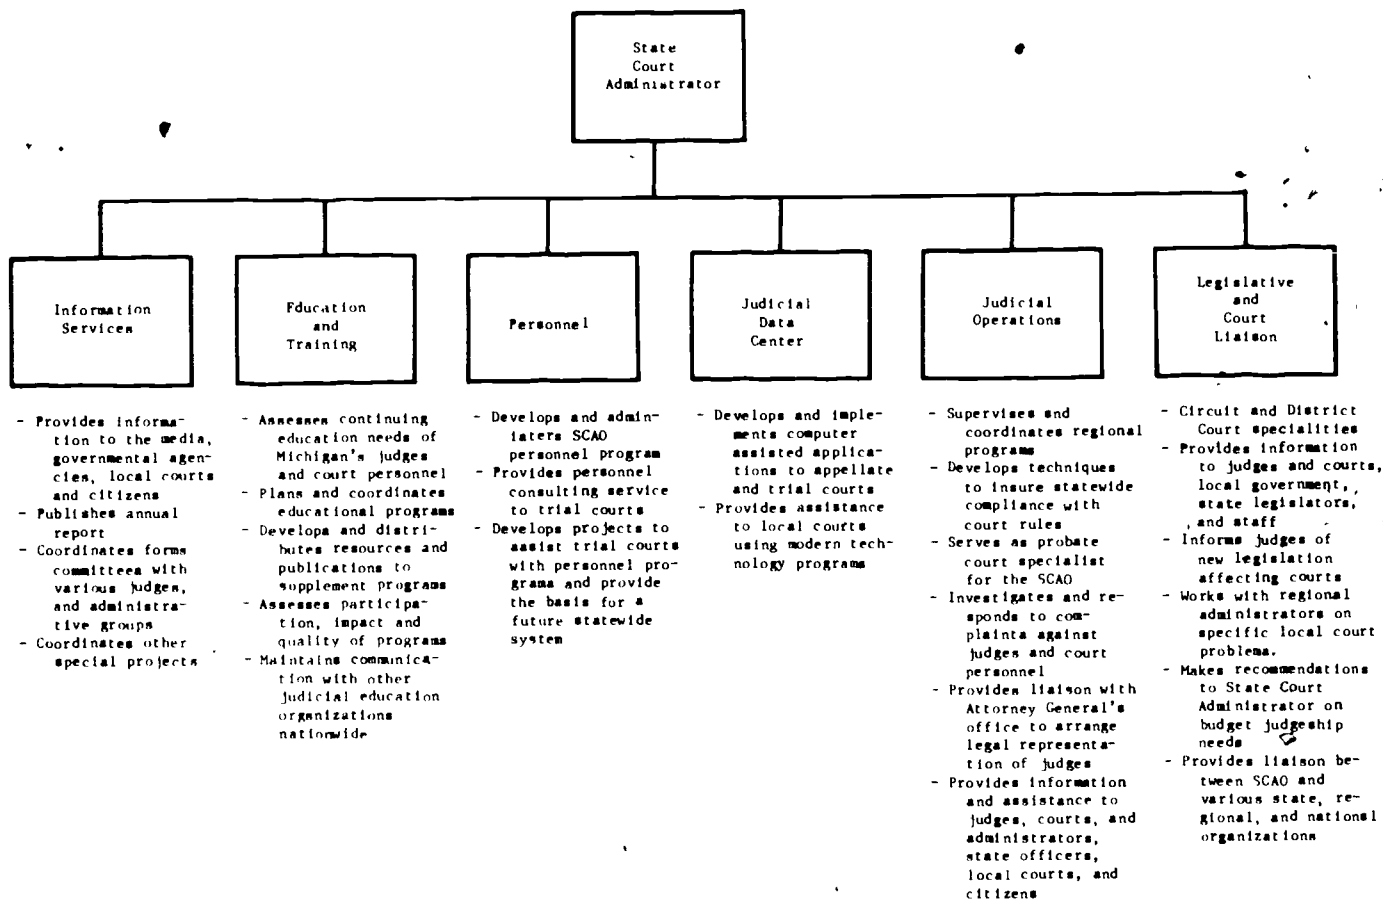 State
Court
Administrator
Information
Services
Education
and
Training
Personnel
Judicial
Data
Center
Judicial
Operations
Legislative
and
Court
Liaison
- Provides informa-
tion to the media,
governmental agen-
cies, local courts
and citizens
- Publishes annual
report
- Coordinates forms
committees with
various judges,
and administra-
tive groups
- Coordinates other
special projects
- Assesses continuing
education needs of
Michigan's judges
and court personnel
- Plans and coordinates
educational programs
- Develops and distri-
butes resources and
publications to
supplement programs
- Assesses participa-
tion, impact and
quality of programs
- Maintains communica-
tion with other
judicial education
organizations
nationwide
- Develops and admin-
isters SCAO
personnel program
- Provides personnel
consulting service
to trial courts
- Develops projects to
assist trial courts
with personnel pro-
grams and provide
the basis for a
future statewide
system
- Develops and imple-
ments computer
assisted applica-
tions to appellate
and trial courts
- Provides assistance
to local courts
using modern tech-
nology programs
- Supervises and
coordinates regional
programs
- Develops techniques
to insure statewide
compliance with
court rules
- Serves as probate
court specialist
for the SCAO
- Investigates and re-
sponds to com-
plaints against
judges and court
personnel
- Provides liaison with
Attorney General's
office to arrange
legal representa-
tion of judges
- Provides information
and assistance to
judges, courts, and
administrators,
state officers,
local courts, and
citizens
- Circuit and District
Court specialities
- Provides information
to judges and courts,
local government,
state legislators,
and staff
- Informs judges of
new legislation
affecting courts
- Works with regional
administrators on
specific local court
problems.
- Makes recommendations
to State Court
Administrator on
budget judgeship
needs
- Provides liaison be-
tween SCAO and
various state, re-
gional, and national
organizations